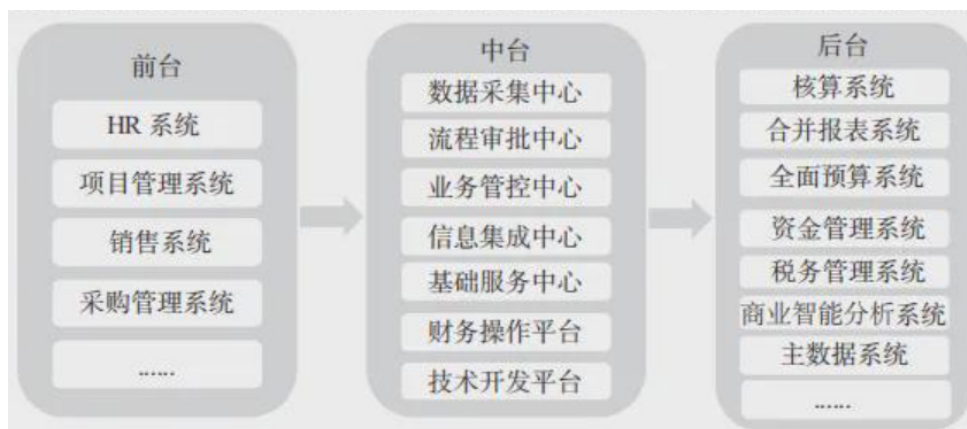 前台
HR 系统
项目管理系统
销售系统
采购管理系统
......
中台
数据采集中心
流程审批中心
业务管控中心
信息集成中心
基础服务中心
财务操作平台
技术开发平台
后台
核算系统
合并报表系统
全面预算系统
资金管理系统
税务管理系统
商业智能分析系统
主数据系统
......